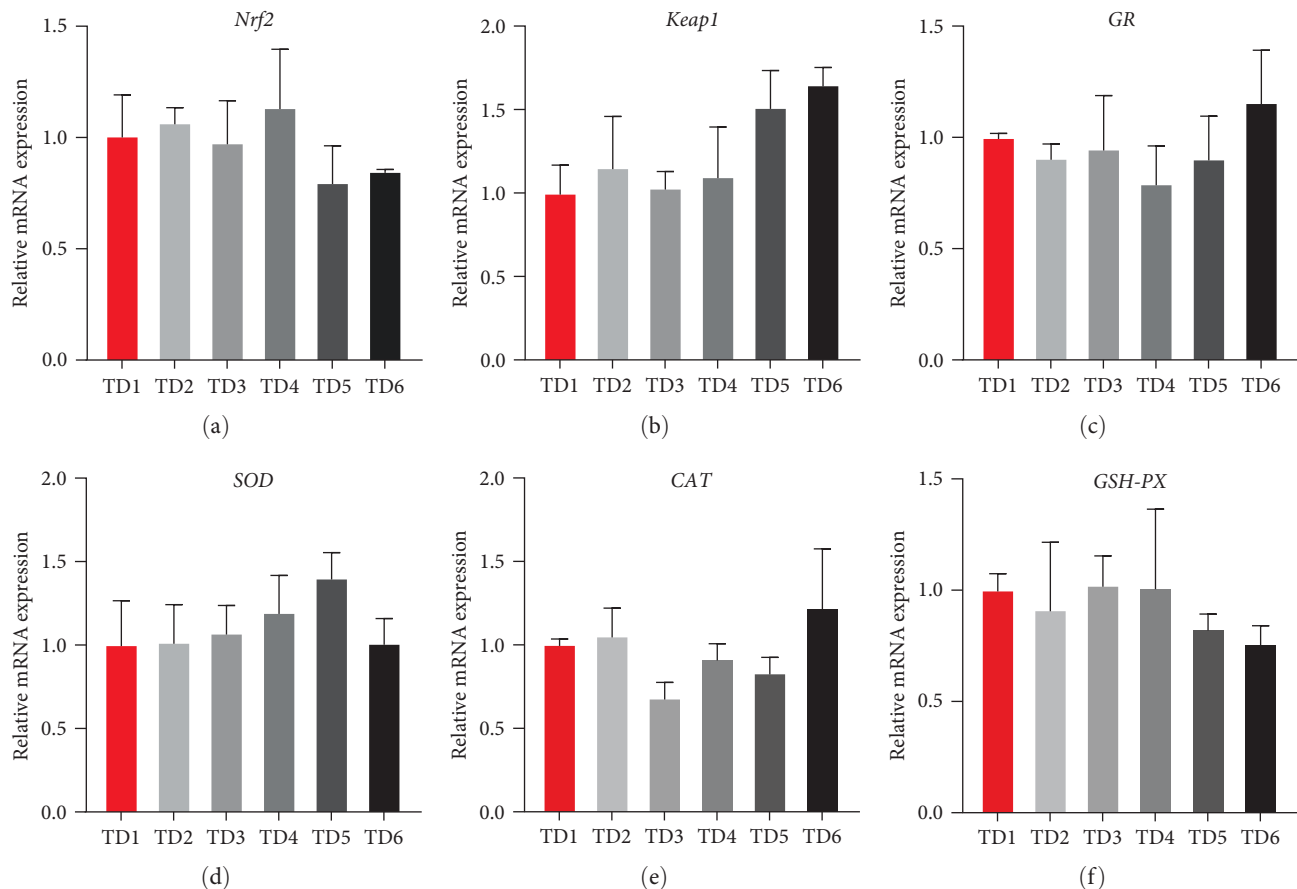 Nrf2
Relative mRNA expression
1.5
1.0
0.5
0.0
TD1 TD2 TD3 TD4 TD5 TD6
(a)
Keap1
Relative mRNA expression
2.0
1.5
1.0
0.5
0.0
TD1 TD2 TD3 TD4 TD5 TD6
(b)
GR
Relative mRNA expression
1.5
1.0
0.5
0.0
TD1 TD2 TD3 TD4 TD5 TD6
(c)
SOD
Relative mRNA expression
2.0
1.5
1.0
0.5
0.0
TD1 TD2 TD3 TD4 TD5 TD6
(d)
CAT
Relative mRNA expression
2.0
1.5
1.0
0.5
0.0
TD1 TD2 TD3 TD4 TD5 TD6
(e)
GSH-PX
Relative mRNA expression
1.5
1.0
0.5
0.0
TD1 TD2 TD3 TD4 TD5 TD6
(f)